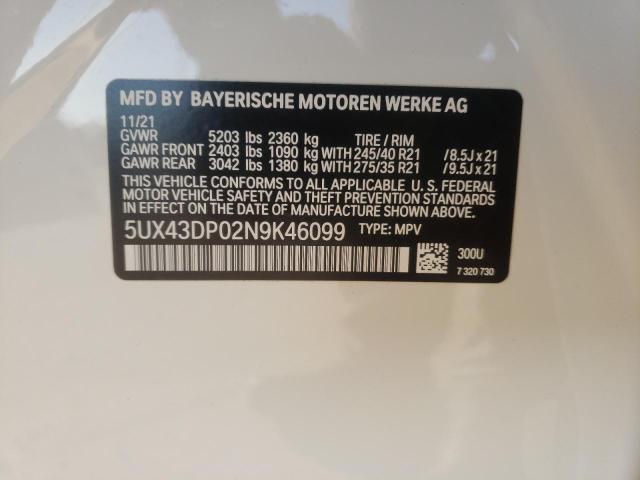 MFD BY BAYERISCHE MOTOREN WERKE AG
11/21
GVWR 5203 lbs 2360 kg TIRE / RIM
GAWR FRONT 2403 lbs 1090 kg WITH 245/40 R21 /8.5J x 21
GAWR REAR 3042 lbs 1380 kg WITH 275/35 R21 /9.5J x 21
THIS VEHICLE CONFORMS TO ALL APPLICABLE U. S. FEDERAL
MOTOR VEHICLE SAFETY AND THEFT PREVENTION STANDARDS
IN EFFECT ON THE DATE OF MANUFACTURE SHOWN ABOVE.
5UX43DP02N9K46099 TYPE: MPV
300U
7 320 730